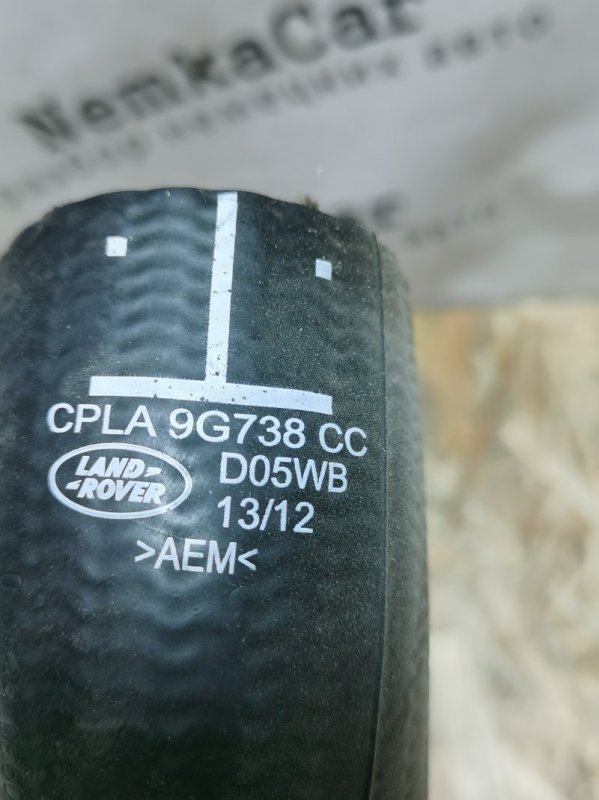 NemkaCar
CPLA 9G738 CC
LAND-
-ROVER
D05WB
13/12
>AEM<